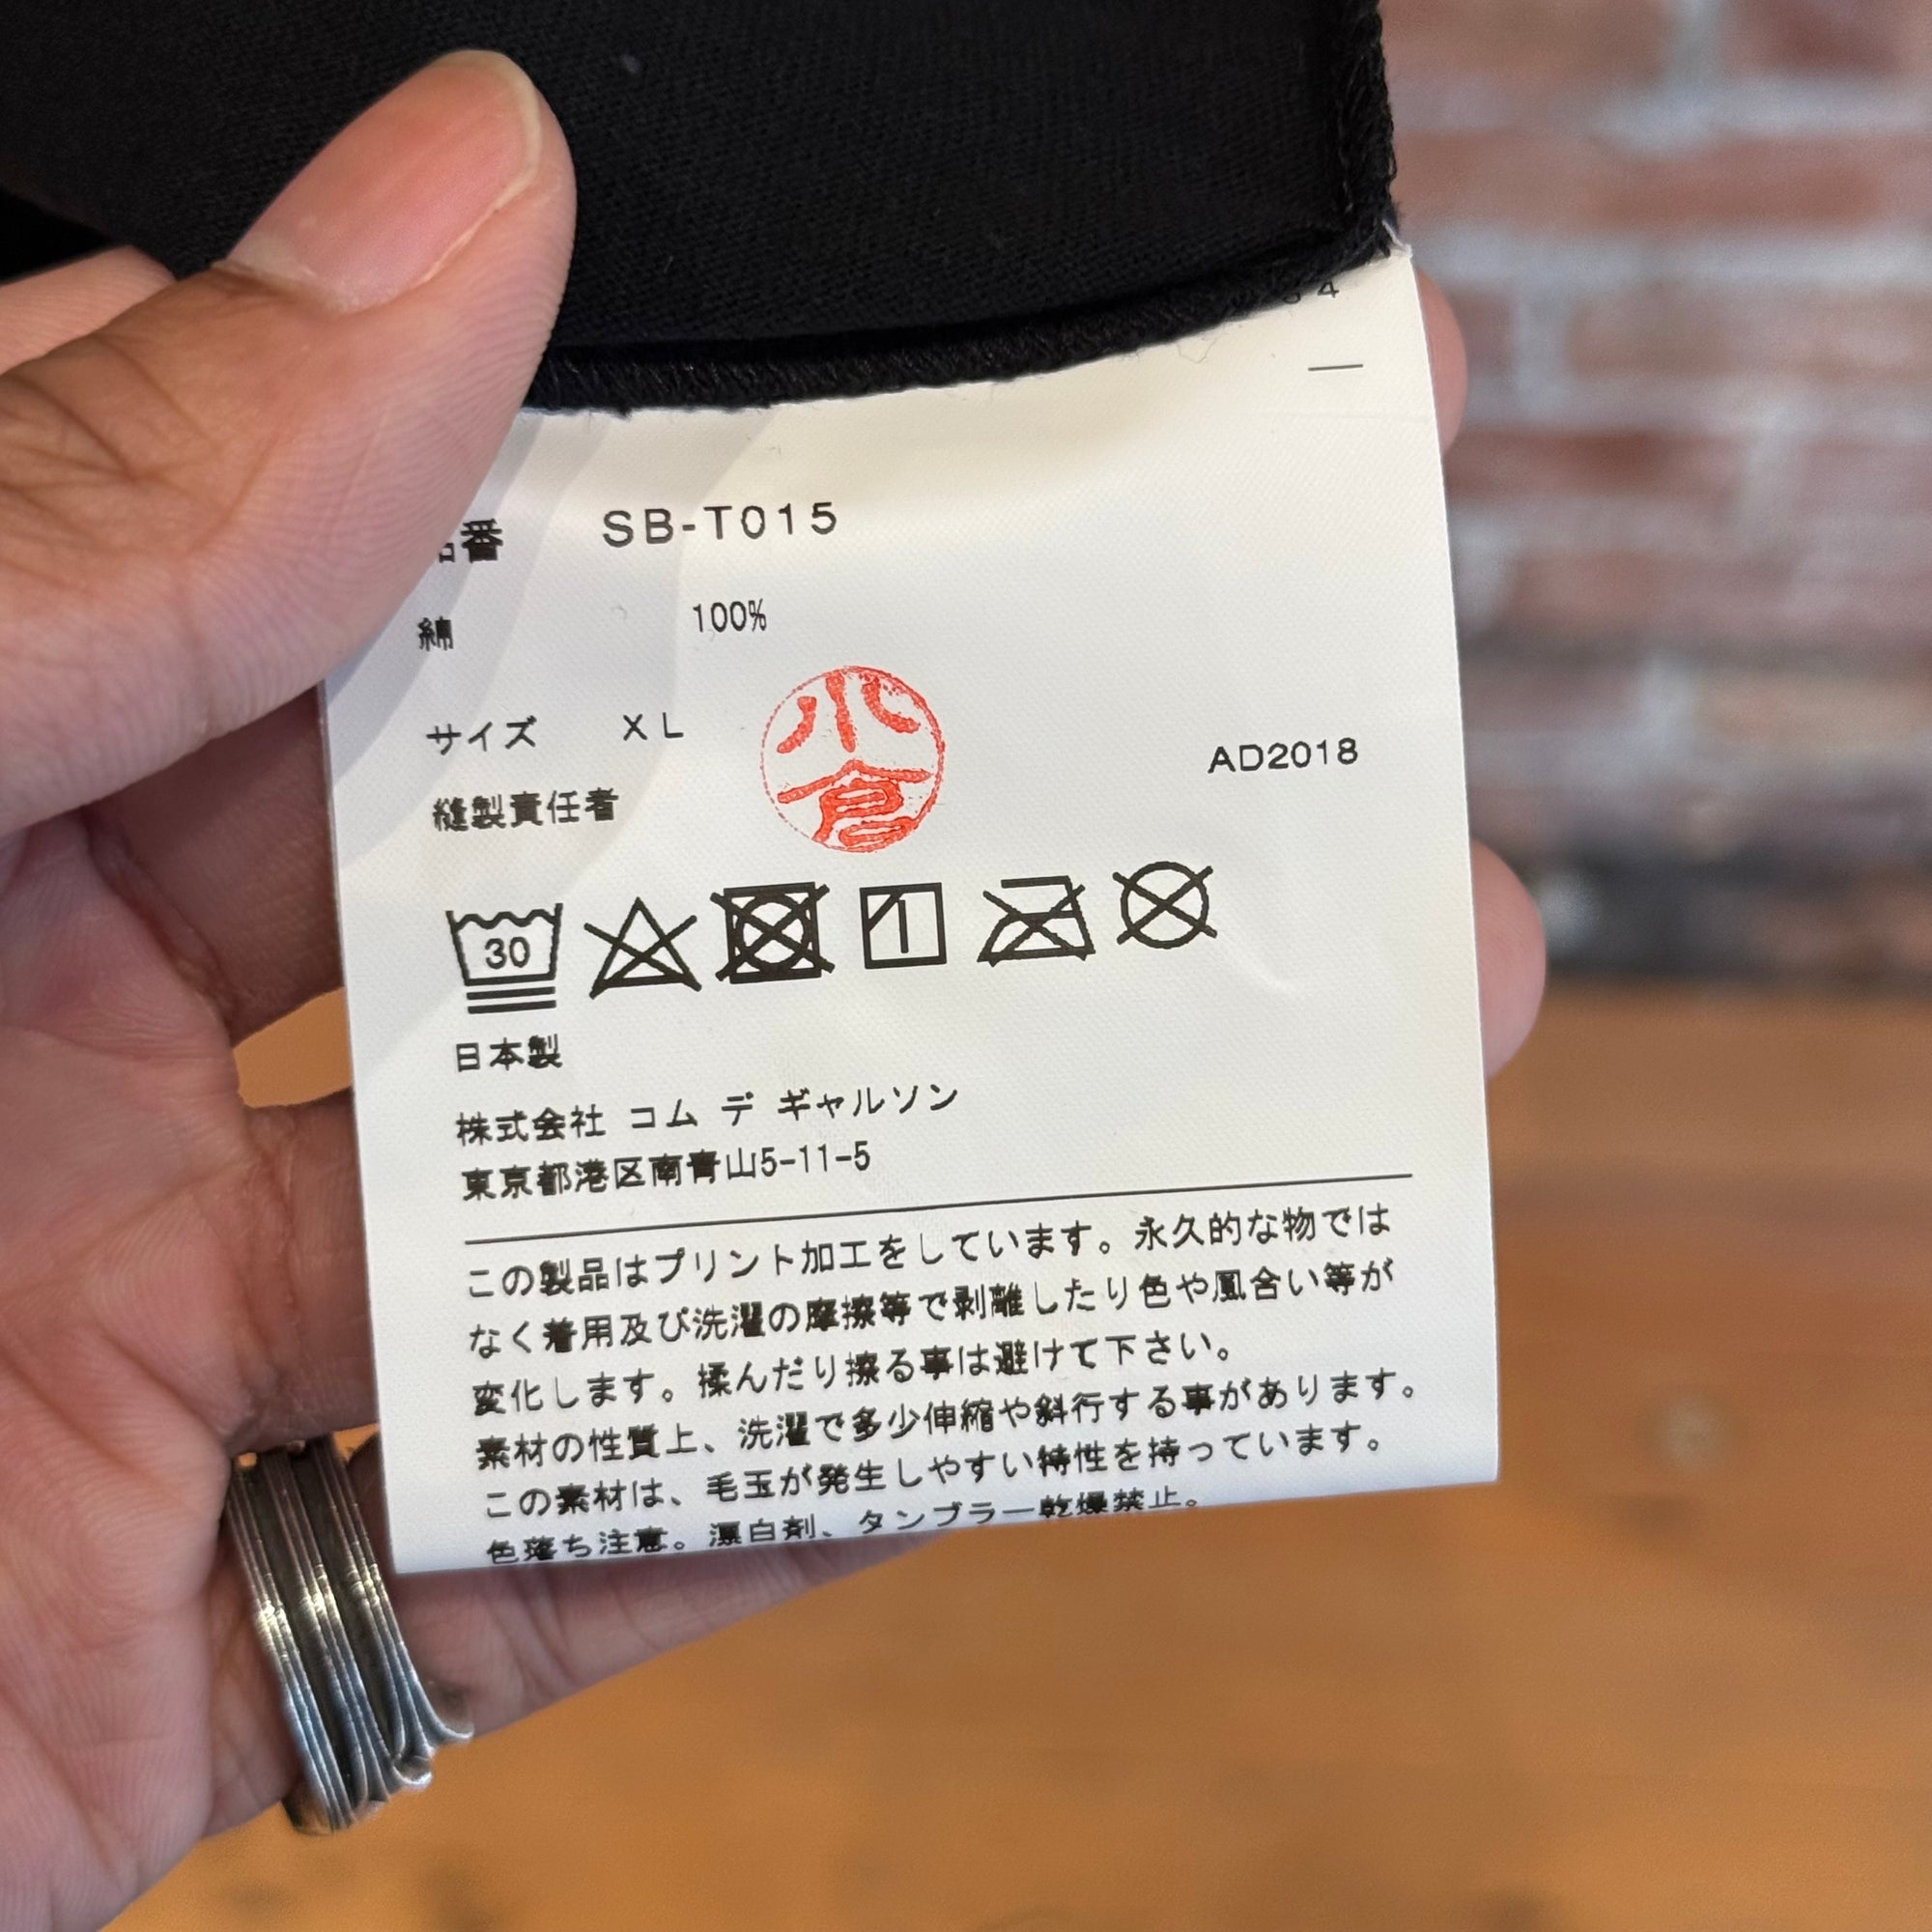 34
―
品番 SB-T015
綿 100%
サイズ XL
小倉
AD2018
縫製責任者
30
日本製
株式会社 コム デ ギャルソン
東京都港区南青山5-11-5
この製品はプリント加工をしています。永久的な物では
なく着用及び洗濯の摩擦等で剥離したり色や風合い等が
変化します。揉んだり擦る事は避けて下さい。
素材の性質上、洗濯で多少伸縮や斜行する事があります。
この素材は、毛玉が発生しやすい特性を持っています。
色落ち注意。漂白剤、タンブラー乾燥禁止。